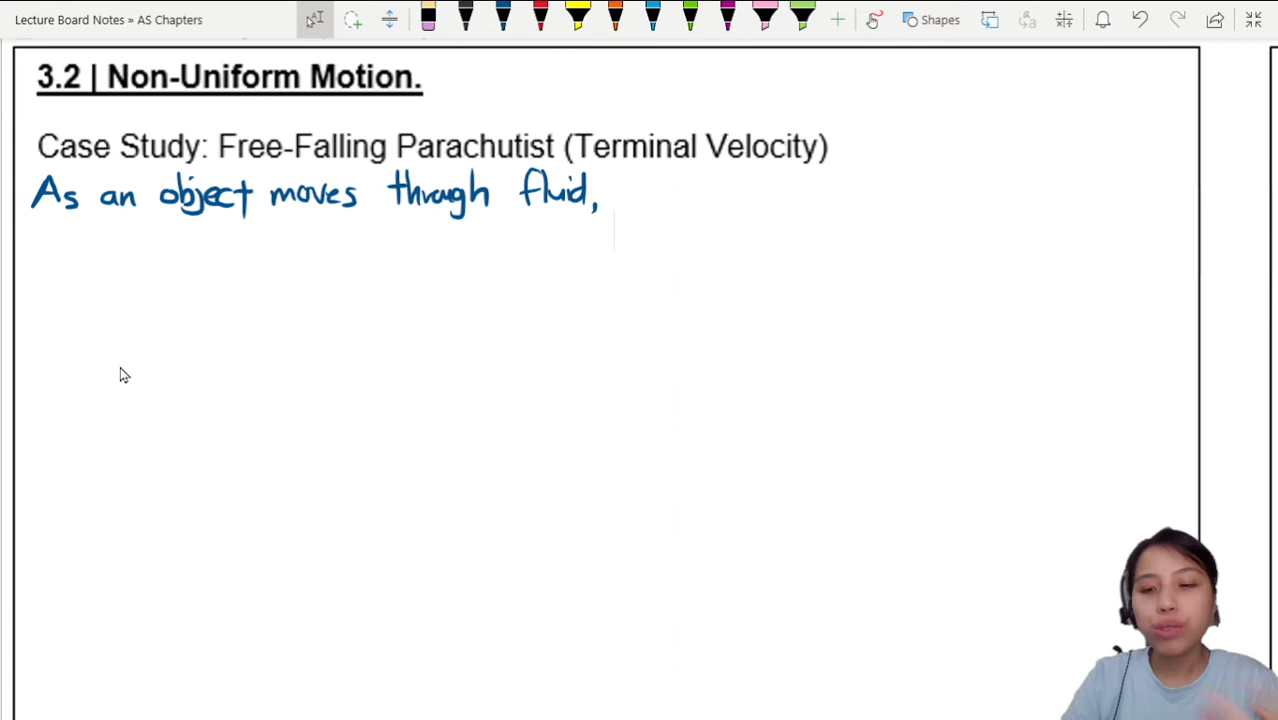 Lecture Board Notes » AS Chapters
Shapes
3.2 | Non-Uniform Motion.
Case Study: Free-Falling Parachutist (Terminal Velocity)
As an object moves through fluid,